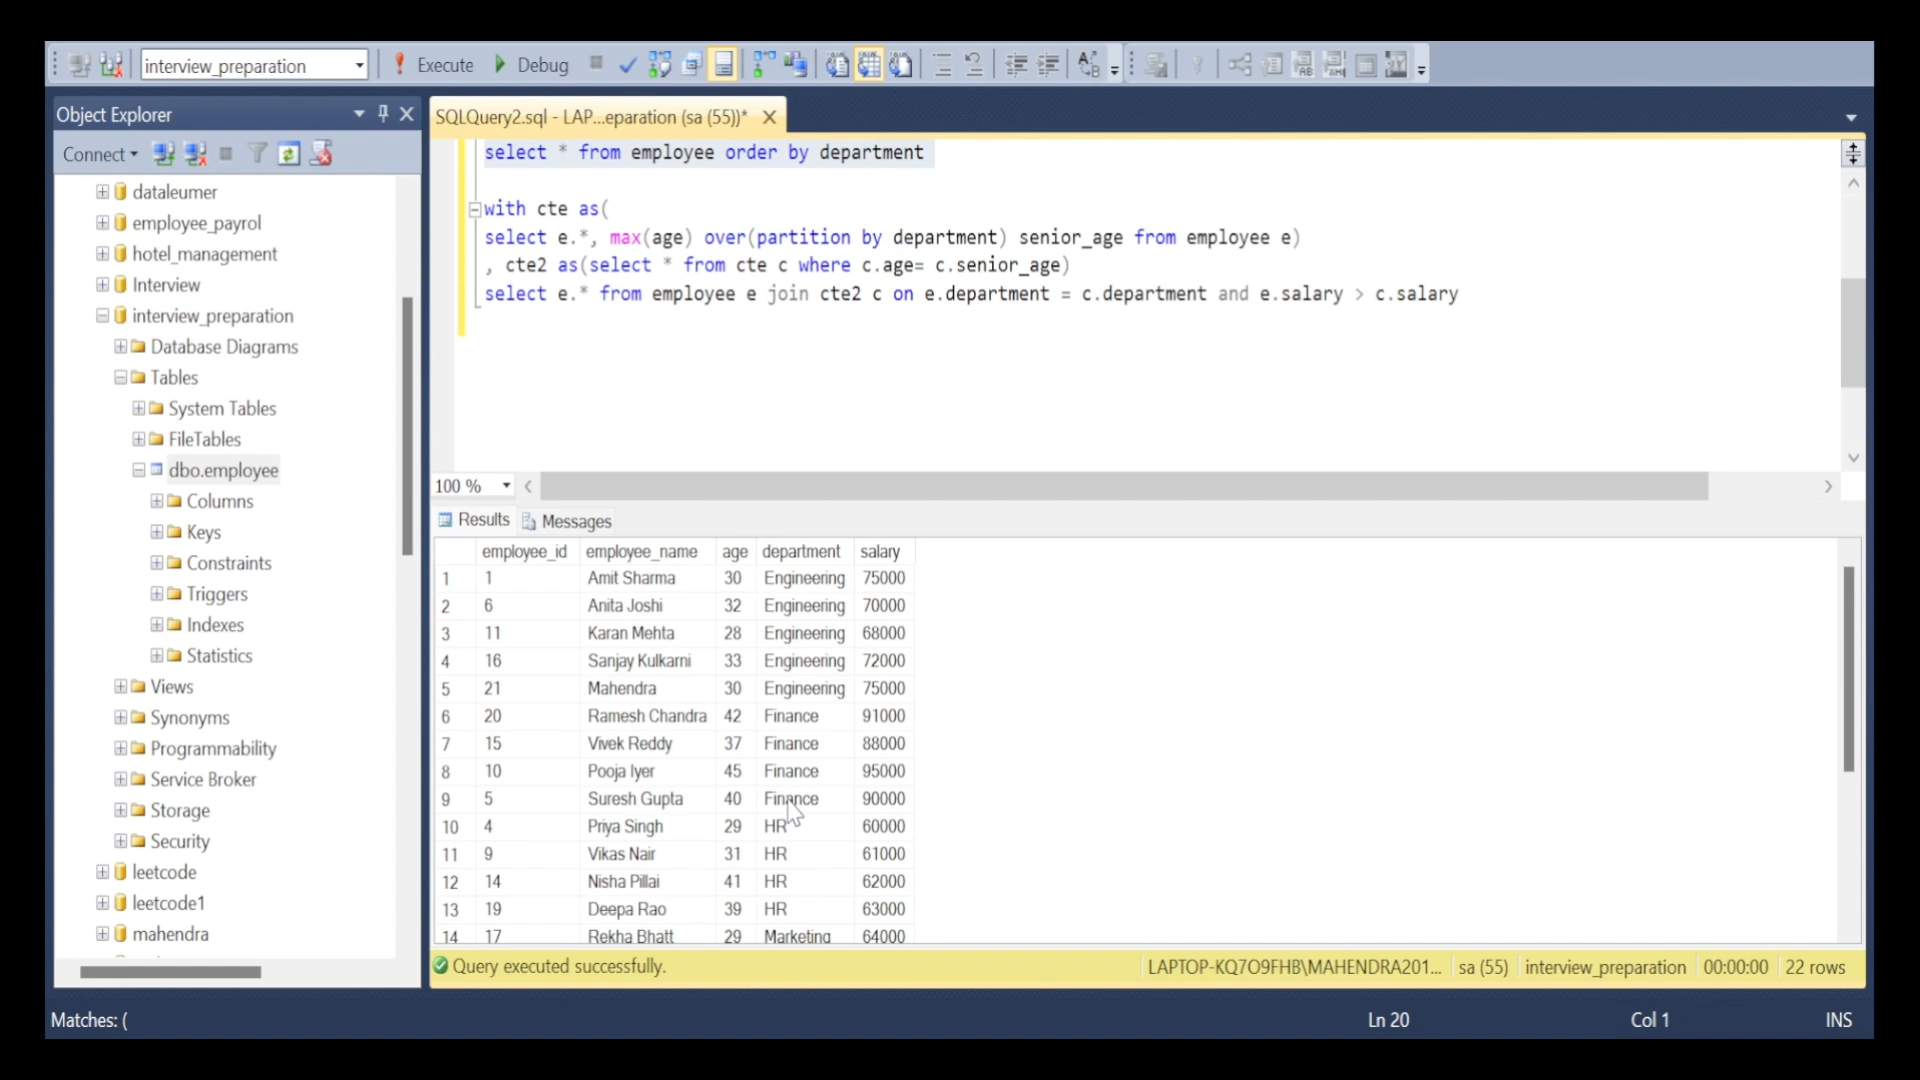 interview_preparation Execute Debug
Object Explorer
SQLQuery2.sql - LAP...eparation (sa (55))*
Connect
dataleumer
employee_payrol
hotel_management
Interview
interview_preparation
Database Diagrams
Tables
System Tables
FileTables
dbo.employee
Columns
Keys
Constraints
Triggers
Indexes
Statistics
Views
Synonyms
Programmability
Service Broker
Storage
Security
leetcode
leetcode1
mahendra
select * from employee order by department
with cte as(
select e.*, max(age) over(partition by department) senior_age from employee e)
, cte2 as(select * from cte c where c.age= c.senior_age)
select e.* from employee e join cte2 c on e.department = c.department and e.salary > c.salary
100 %
Results Messages
employee_id employee_name age department salary
1 1 Amit Sharma 30 Engineering 75000
2 6 Anita Joshi 32 Engineering 70000
3 11 Karan Mehta 28 Engineering 68000
4 16 Sanjay Kulkarni 33 Engineering 72000
5 21 Mahendra 30 Engineering 75000
6 20 Ramesh Chandra 42 Finance 91000
7 15 Vivek Reddy 37 Finance 88000
8 10 Pooja Iyer 45 Finance 95000
9 5 Suresh Gupta 40 Finance 90000
10 4 Priya Singh 29 HR 60000
11 9 Vikas Nair 31 HR 61000
12 14 Nisha Pillai 41 HR 62000
13 19 Deepa Rao 39 HR 63000
14 17 Rekha Bhatt 29 Marketing 64000
Query executed successfully. LAPTOP-KQ7O9FHB\MAHENDRA201... sa (55) interview_preparation 00:00:00 22 rows
Matches: ( Ln 20 Col 1 INS